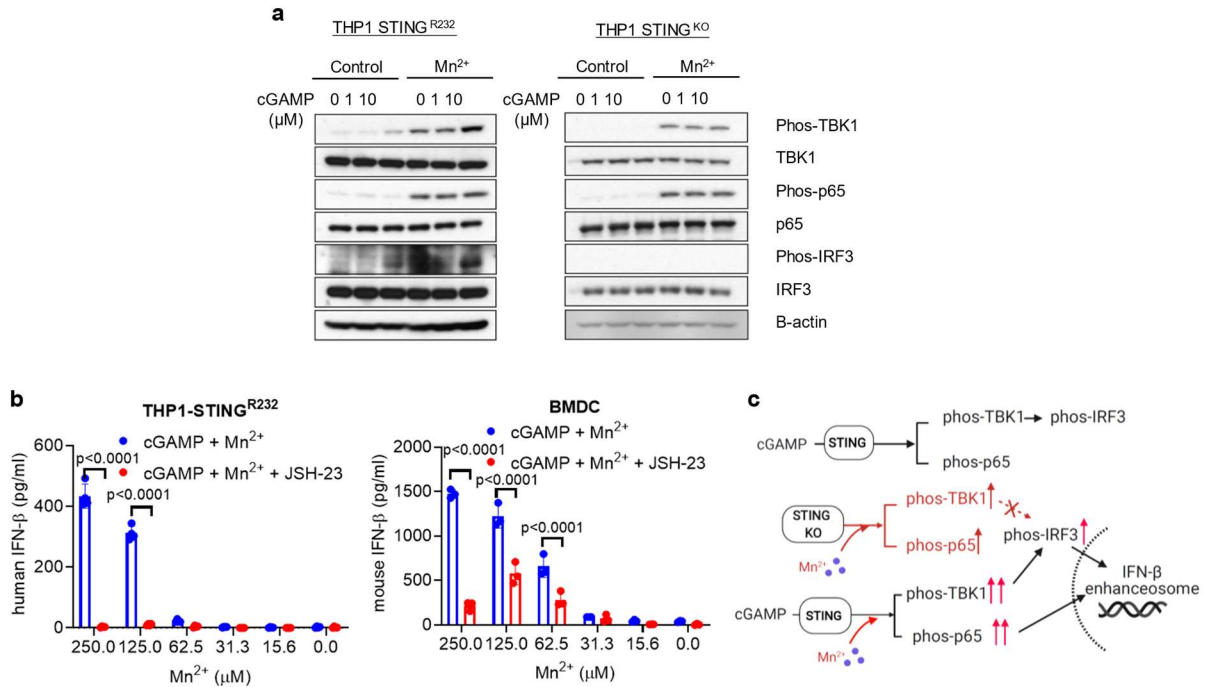 a
THP1 STING R232
THP1 STING KO
Control Mn2+
Control Mn2+
cGAMP 0 1 10 0 1 10
(μM)
cGAMP 0 1 10 0 1 10
(μM)
Phos-TBK1
TBK1
Phos-p65
p65
Phos-IRF3
IRF3
B-actin
b
THP1-STINGR232
cGAMP + Mn2+
cGAMP + Mn2+ + JSH-23
p<0.0001
p<0.0001
human IFN-β (pg/ml)
600
400
200
0
250.0 125.0 62.5 31.3 15.6 0.0
Mn2+ (μM)
BMDC
cGAMP + Mn2+
cGAMP + Mn2+ + JSH-23
p<0.0001
p<0.0001
p<0.0001
mouse IFN-β (pg/ml)
2000
1500
1000
500
0
250.0 125.0 62.5 31.3 15.6 0.0
Mn2+ (μM)
c
cGAMP STING phos-TBK1 phos-IRF3
phos-p65
STING
KO
phos-TBK1
X
phos-p65
Mn2+
phos-IRF3
cGAMP STING phos-TBK1
phos-p65
Mn2+
IFN-β
enhanceosome